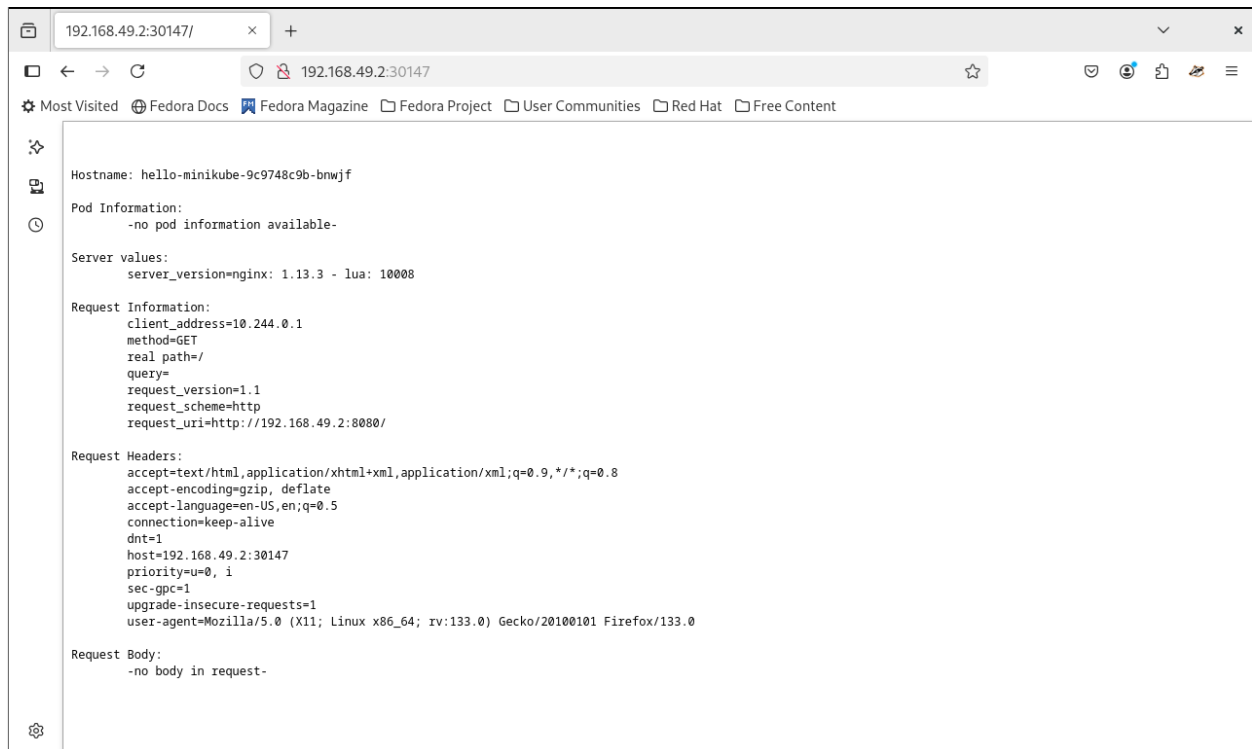 192.168.49.2:30147/
192.168.49.2:30147
Most Visited Fedora Docs FM Fedora Magazine Fedora Project User Communities Red Hat Free Content
Hostname: hello-minikube-9c9748c9b-bnwjf
Pod Information:
-no pod information available-
Server values:
server_version=nginx: 1.13.3 - lua: 10008
Request Information:
client_address=10.244.0.1
method=GET
real path=/
query=
request_version=1.1
request_scheme=http
request_uri=http://192.168.49.2:8080/
Request Headers:
accept=text/html,application/xhtml+xml,application/xml;q=0.9,*/*;q=0.8
accept-encoding=gzip, deflate
accept-language=en-US,en;q=0.5
connection=keep-alive
dnt=1
host=192.168.49.2:30147
priority=u=0, i
sec-gpc=1
upgrade-insecure-requests=1
user-agent=Mozilla/5.0 (X11; Linux x86_64; rv:133.0) Gecko/20100101 Firefox/133.0
Request Body:
-no body in request-